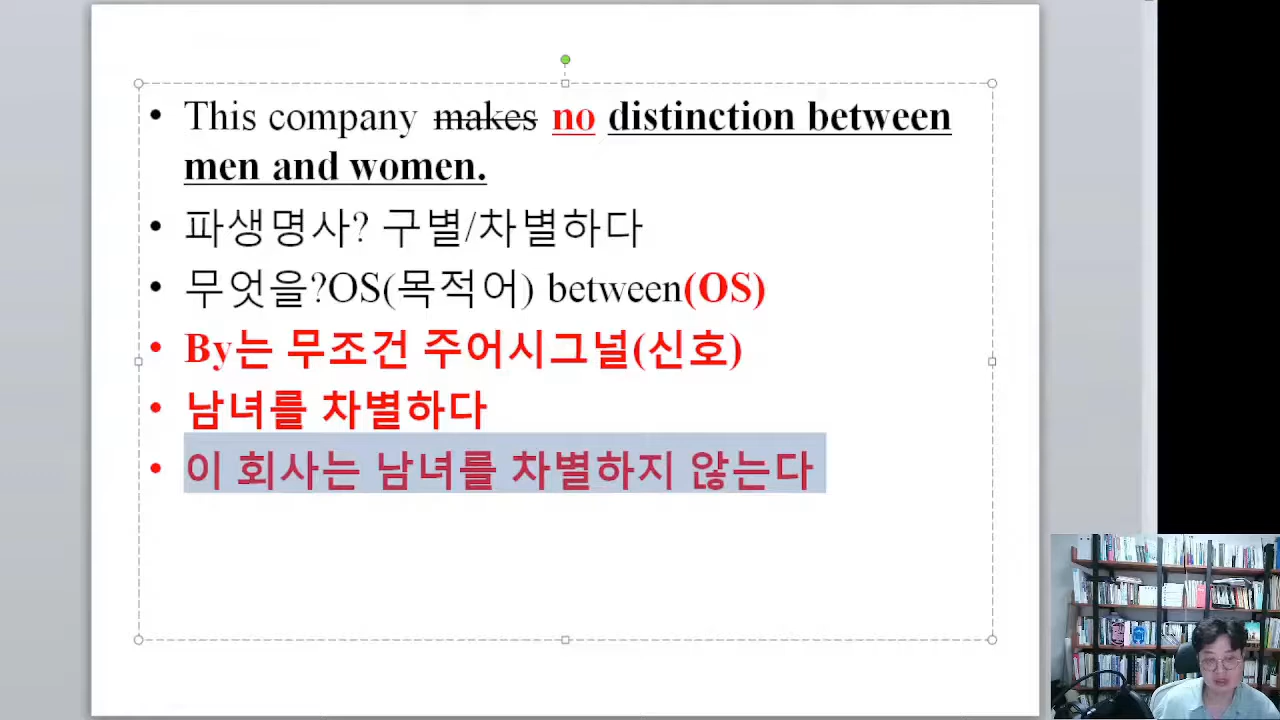 • This company makes no distinction between
men and women.
• 파생명사? 구별/차별하다
• 무엇을?OS(목적어) between(OS)
• By는 무조건 주어시그널(신호)
• 남녀를 차별하다
• 이 회사는 남녀를 차별하지 않는다